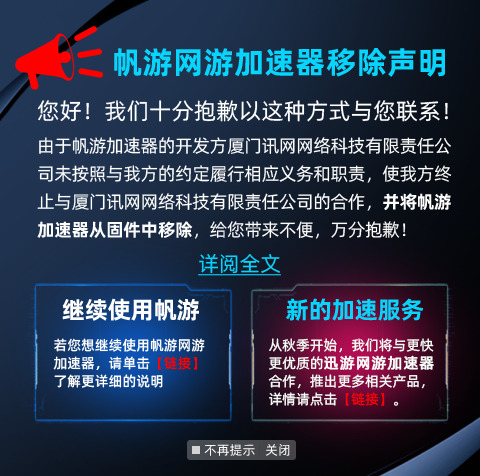 帆游网游加速器移除声明
您好！我们十分抱歉以这种方式与您联系！
由于帆游加速器的开发方厦门讯网网络科技有限责任公
司未按照与我方的约定履行相应义务和职责，使我方终
止与厦门讯网网络科技有限责任公司的合作，并将帆游
加速器从固件中移除，给您带来不便，万分抱歉！
详阅全文
继续使用帆游
若您想继续使用帆游网游
加速器，请单击【链接】
了解更详细的说明
新的加速服务
从秋季开始，我们将与更快
更优质的迅游网游加速器
合作，推出更多相关产品，
详情请点击【链接】。
不再提示 关闭